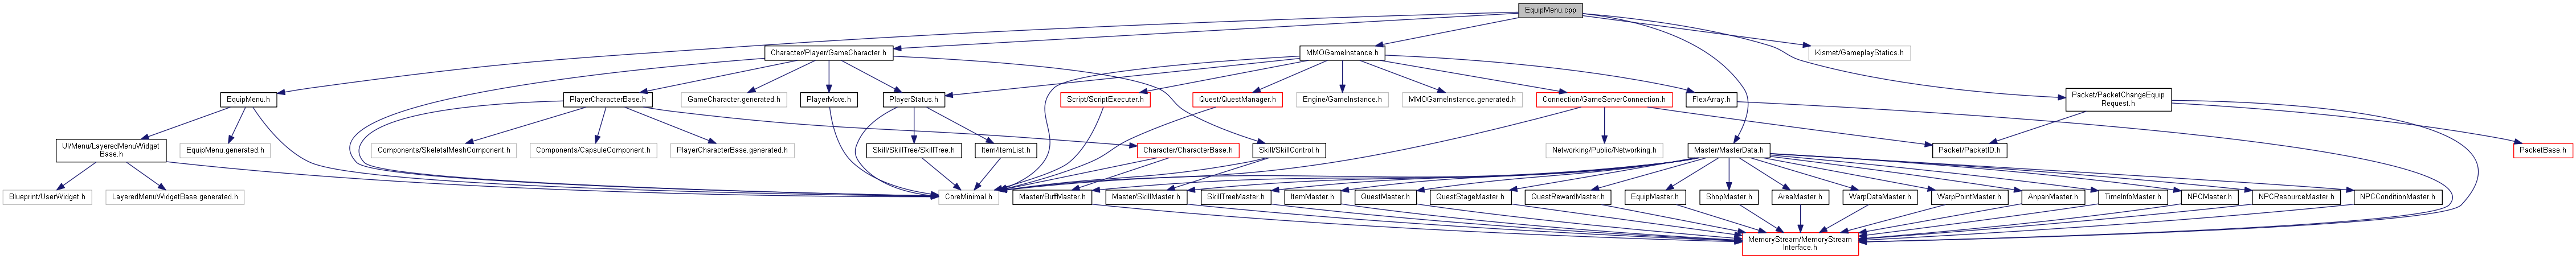 EquipMenu.cpp
Character/Player/GameCharacter.h
MMOGameInstance.h
Kismet/GameplayStatics.h
EquipMenu.h
PlayerCharacterBase.h
GameCharacter.generated.h
PlayerMove.h
PlayerStatus.h
Script/ScriptExecuter.h
Quest/QuestManager.h
Engine/GameInstance.h
MMOGameInstance.generated.h
Connection/GameServerConnection.h
FlexArray.h
Packet/PacketChangeEquip
Request.h
UI/Menu/LayeredMenuWidget
Base.h
EquipMenu.generated.h
Components/SkeletalMeshComponent.h
Components/CapsuleComponent.h
PlayerCharacterBase.generated.h
Skill/SkillTree/SkillTree.h
Item/ItemList.h
Character/CharacterBase.h
Skill/SkillControl.h
Networking/Public/Networking.h
Master/MasterData.h
Packet/PacketID.h
PacketBase.h
Blueprint/UserWidget.h
LayeredMenuWidgetBase.generated.h
CoreMinimal.h
Master/BuffMaster.h
Master/SkillMaster.h
SkillTreeMaster.h
ItemMaster.h
QuestMaster.h
QuestStageMaster.h
QuestRewardMaster.h
EquipMaster.h
ShopMaster.h
AreaMaster.h
WarpDataMaster.h
WarpPointMaster.h
AnpanMaster.h
TimeInfoMaster.h
NPCMaster.h
NPCResourceMaster.h
NPCConditionMaster.h
MemoryStream/MemoryStream
Interface.h